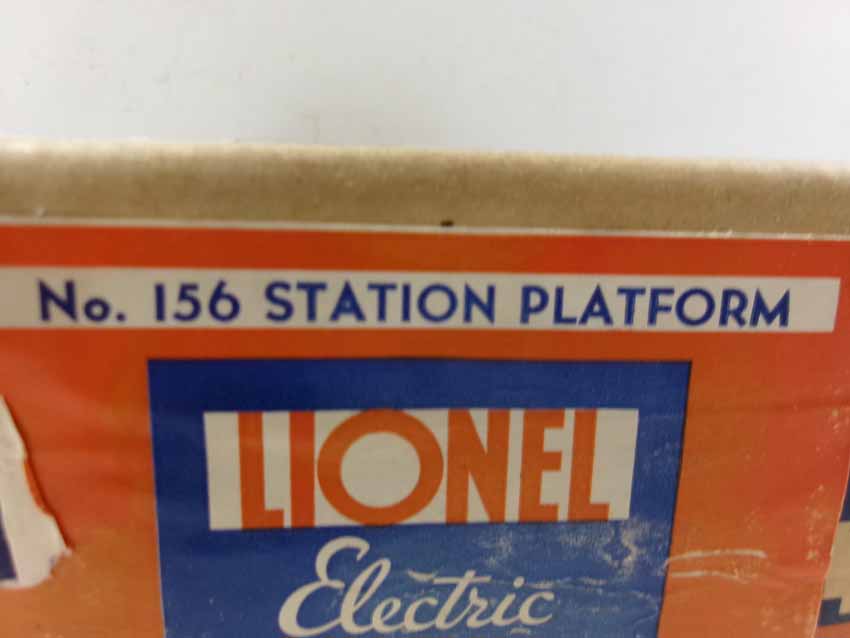 No. 156 STATION PLATFORM
LIONEL
Electric